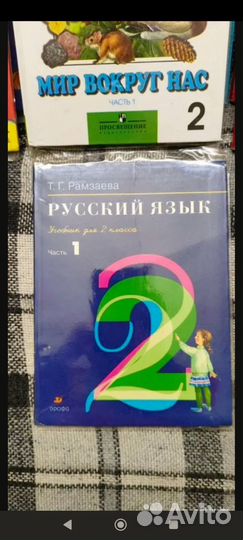 МИР ВОКРУГ НАС
ЧАСТЬ 1
2
ПРОСВЕЩЕНИЕ
ИЗДАТЕЛЬСТВО
Т. Г. Рамзаева
РУССКИЙ ЯЗЫК
Учебник для 2 класса
Часть 1
2
ДРОФА
Avito